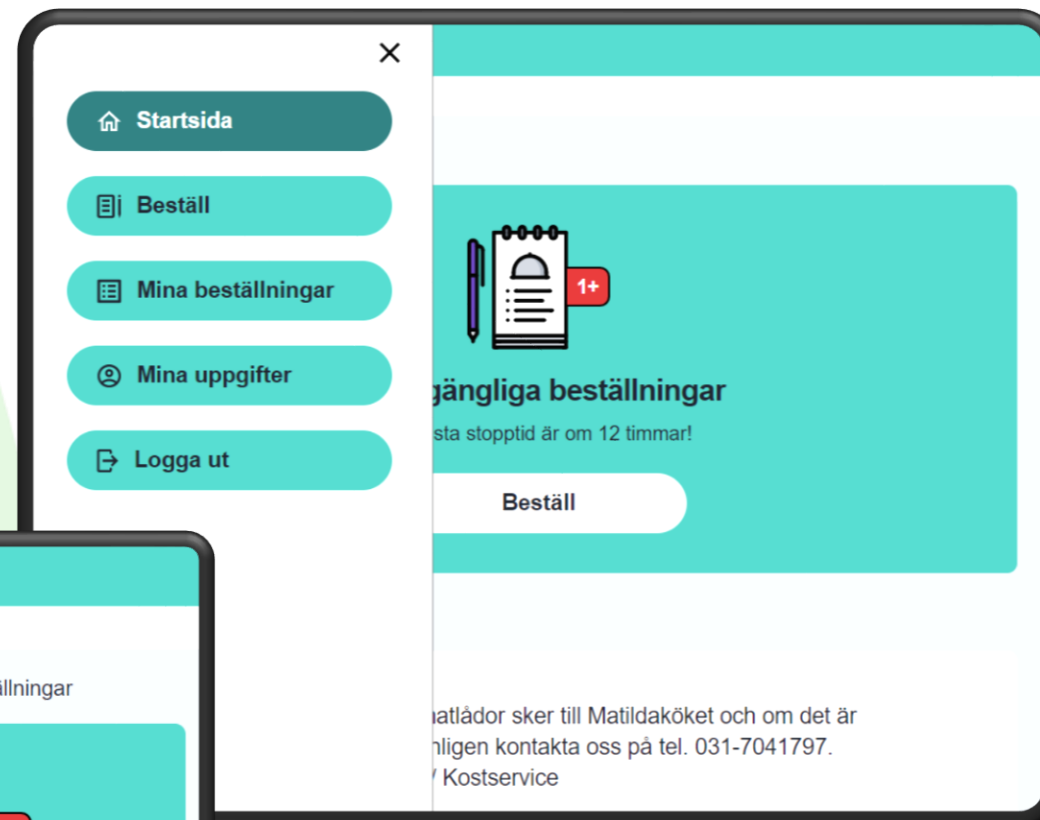 Startsida
Beställ
Mina beställningar
Mina uppgifter
Logga ut
1+
gängliga beställningar
sta stopptid är om 12 timmar!
Beställ
atlådor sker till Matildaköket och om det är
nligen kontakta oss på tel. 031-7041797.
/ Kostservice
ällningar